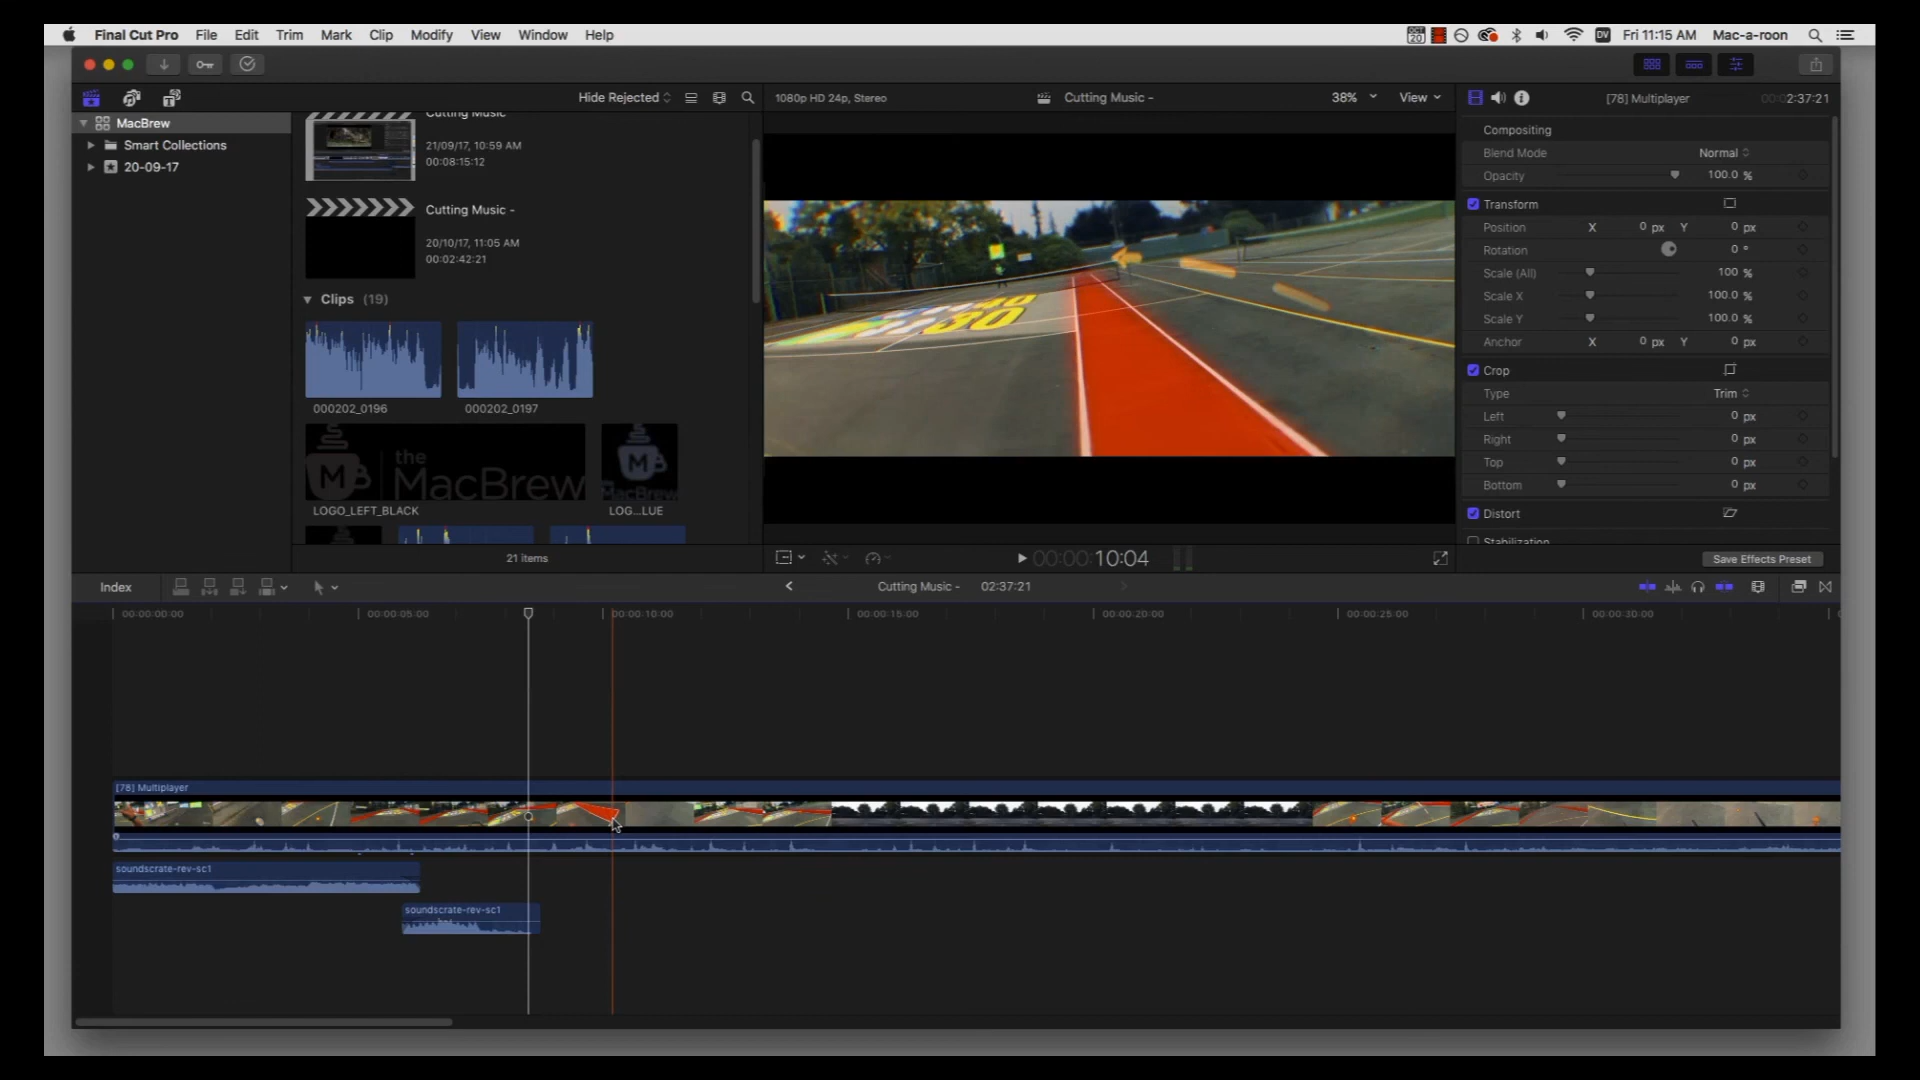 Final Cut Pro File Edit Trim Mark Clip Modify View Window Help
OCT 20 DV Fri 11:15 AM Mac-a-roon
Hide Rejected
1080p HD 24p, Stereo
Cutting Music -
38%
View
[78] Multiplayer
00:00:02:37:21
MacBrew
Smart Collections
20-09-17
Cutting Music
21/09/17, 10:59 AM
00:08:15:12
Cutting Music -
20/10/17, 11:05 AM
00:02:42:21
Clips (19)
000202_0196
000202_0197
M the MacBrew
M MacBrew
LOGO_LEFT_BLACK
LOG...LUE
21 items
40
30
00:00:10:04
Compositing
Blend Mode Normal
Opacity 100.0 %
Transform
Position X 0 px Y 0 px
Rotation 0 °
Scale (All) 100 %
Scale X 100.0 %
Scale Y 100.0 %
Anchor X 0 px Y 0 px
Crop
Type Trim
Left 0 px
Right 0 px
Top 0 px
Bottom 0 px
Distort
Stabilization
Save Effects Preset
Index
Cutting Music - 02:37:21
00:00:00:00 00:00:05:00 00:00:10:00 00:00:15:00 00:00:20:00 00:00:25:00 00:00:30:00
[78] Multiplayer
soundscrate-rev-sc1
soundscrate-rev-sc1